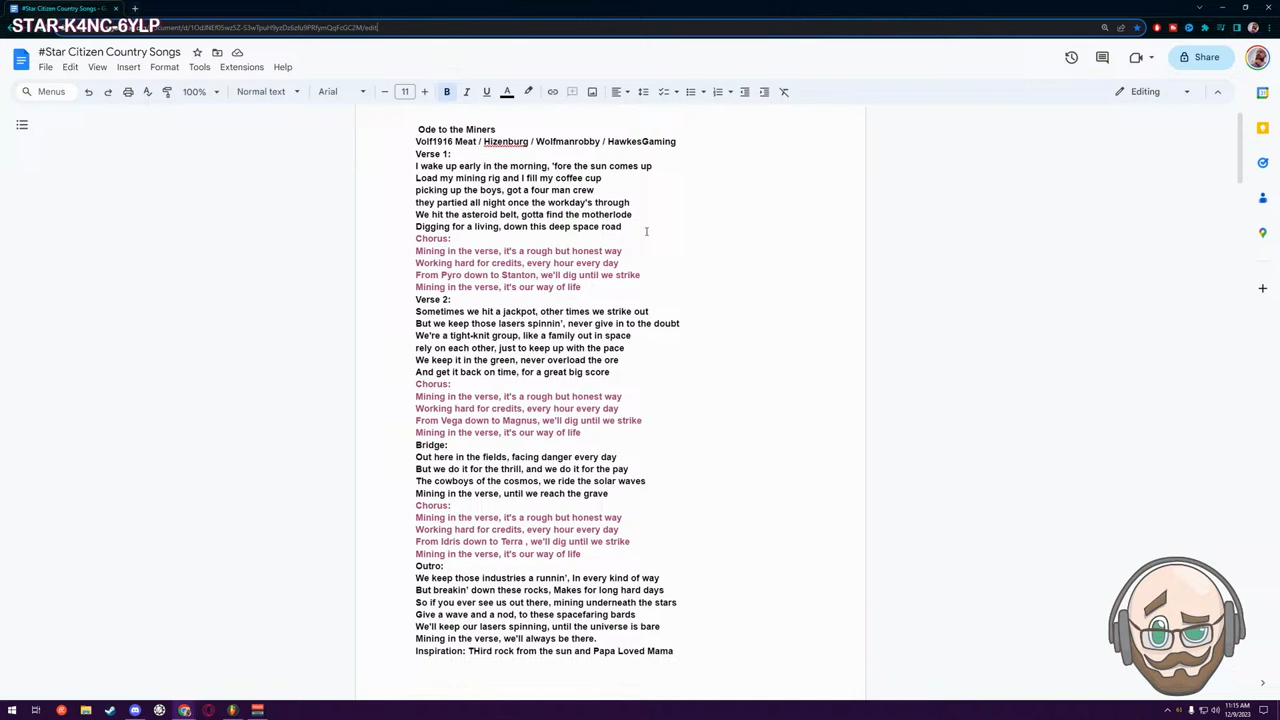 #Star Citizen Country Songs
STAR-K4NC-6YLP
#Star Citizen Country Songs
File Edit View Insert Format Tools Extensions Help
Share
Menus 100% Normal text Arial 11 Editing
Ode to the Miners
Volf1916 Meat / Hizenburg / Wolfmanrobby / HawkesGaming
Verse 1:
I wake up early in the morning, 'fore the sun comes up
Load my mining rig and I fill my coffee cup
picking up the boys, got a four man crew
they partied all night once the workday's through
We hit the asteroid belt, gotta find the motherlode
Digging for a living, down this deep space road
Chorus:
Mining in the verse, it's a rough but honest way
Working hard for credits, every hour every day
From Pyro down to Stanton, we'll dig until we strike
Mining in the verse, it's our way of life
Verse 2:
Sometimes we hit a jackpot, other times we strike out
But we keep those lasers spinnin', never give in to the doubt
We're a tight-knit group, like a family out in space
rely on each other, just to keep up with the pace
We keep it in the green, never overload the ore
And get it back on time, for a great big score
Chorus:
Mining in the verse, it's a rough but honest way
Working hard for credits, every hour every day
From Vega down to Magnus, we'll dig until we strike
Mining in the verse, it's our way of life
Bridge:
Out here in the fields, facing danger every day
But we do it for the thrill, and we do it for the pay
The cowboys of the cosmos, we ride the solar waves
Mining in the verse, until we reach the grave
Chorus:
Mining in the verse, it's a rough but honest way
Working hard for credits, every hour every day
From Idris down to Terra , we'll dig until we strike
Mining in the verse, it's our way of life
Outro:
We keep those industries a runnin', In every kind of way
But breakin' down these rocks, Makes for long hard days
So if you ever see us out there, mining underneath the stars
Give a wave and a nod, to these spacefaring bards
We'll keep our lasers spinning, until the universe is bare
Mining in the verse, we'll always be there.
Inspiration: THird rock from the sun and Papa Loved Mama
11:15 AM
12/9/2023